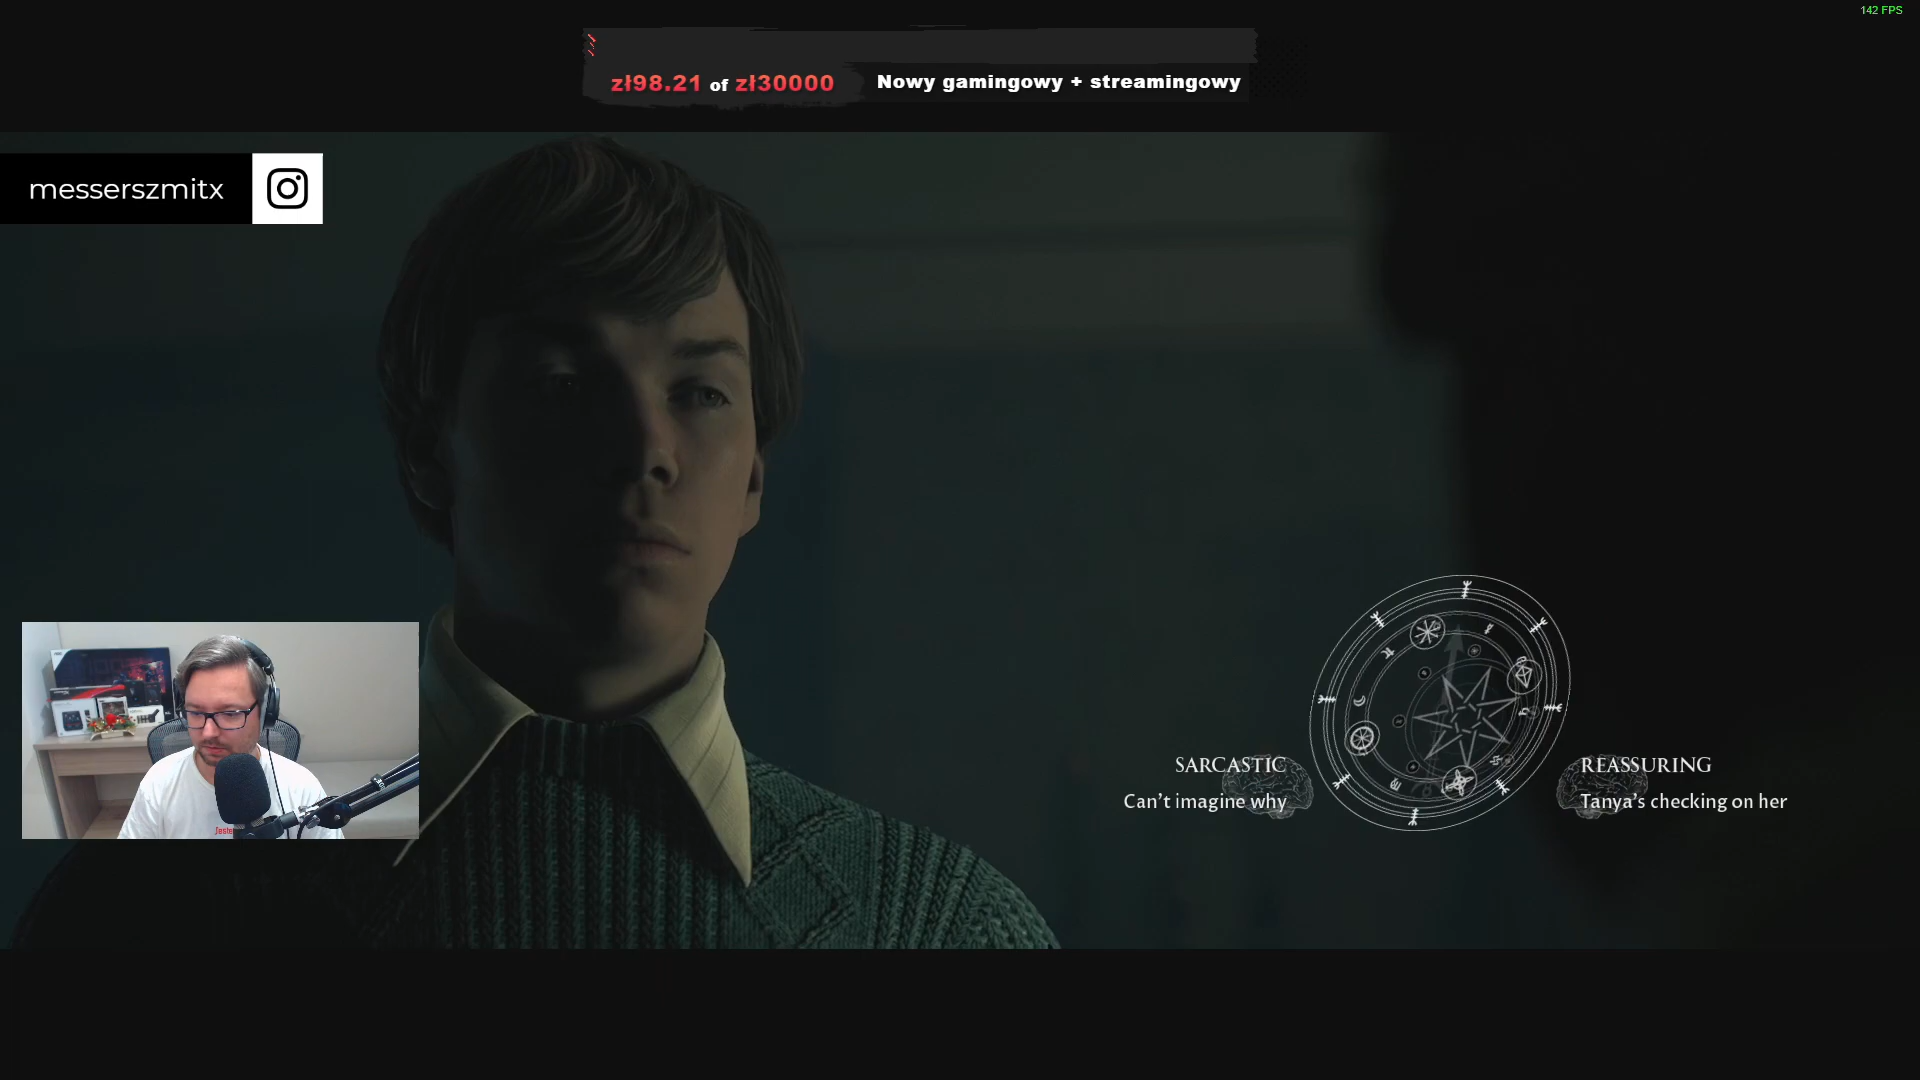 142 FPS
zł98.21 of zł30000
Nowy gamingowy + streamingowy
messerszmitx
SARCASTIC
Can't imagine why
REASSURING
Tanya's checking on her